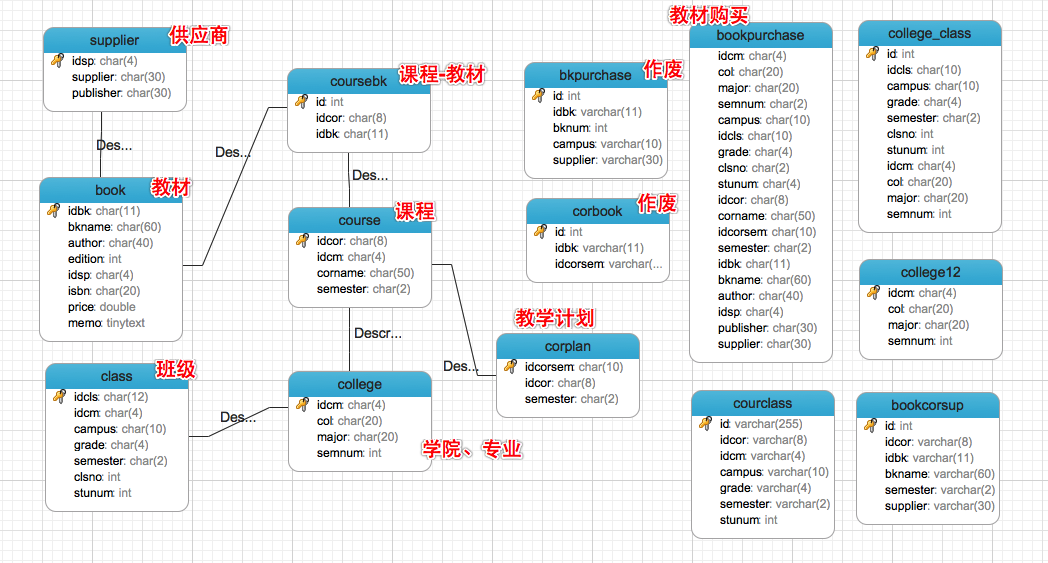 supplier 供应商
idsp: char(4)
supplier: char(30)
publisher: char(30)
Des...
book 教材
idbk: char(11)
bkname: char(60)
author: char(40)
edition: int
idsp: char(4)
isbn: char(20)
price: double
memo: tinytext
class 班级
idcls: char(12)
idcm: char(4)
campus: char(10)
grade: char(4)
semester: char(2)
clsno: int
stunum: int
Des...
Des...
coursebk 课程-教材
id: int
idcor: char(8)
idbk: char(11)
Des...
course 课程
idcor: char(8)
idcm: char(4)
corname: char(50)
semester: char(2)
Descr...
college
idcm: char(4)
col: char(20)
major: char(20)
semnum: int
学院、专业
bkpurchase 作废
id: int
idbk: varchar(11)
bknum: int
campus: varchar(10)
supplier: varchar(30)
corbook 作废
id: int
idbk: varchar(11)
idcorsem: varchar(...
教学计划
corplan
idcorsem: char(10)
idcor: char(8)
semester: char(2)
Des...
教材购买
bookpurchase
idcm: char(4)
col: char(20)
major: char(20)
semnum: char(2)
campus: char(10)
idcls: char(10)
grade: char(4)
clsno: char(2)
stunum: char(4)
idcor: char(8)
corname: char(50)
idcorsem: char(10)
semester: char(2)
idbk: char(11)
bkname: char(60)
author: char(40)
idsp: char(4)
publisher: char(30)
supplier: char(30)
courclass
id: varchar(255)
idcor: varchar(8)
idcm: varchar(4)
campus: varchar(10)
grade: varchar(4)
semester: varchar(2)
stunum: int
college_class
id: int
idcls: char(10)
campus: char(10)
grade: char(4)
semester: char(2)
clsno: int
stunum: int
idcm: char(4)
col: char(20)
major: char(20)
semnum: int
college12
idcm: char(4)
col: char(20)
major: char(20)
semnum: int
bookcorsup
id: int
idcor: varchar(8)
idbk: varchar(11)
bkname: varchar(60)
semester: varchar(2)
supplier: varchar(30)